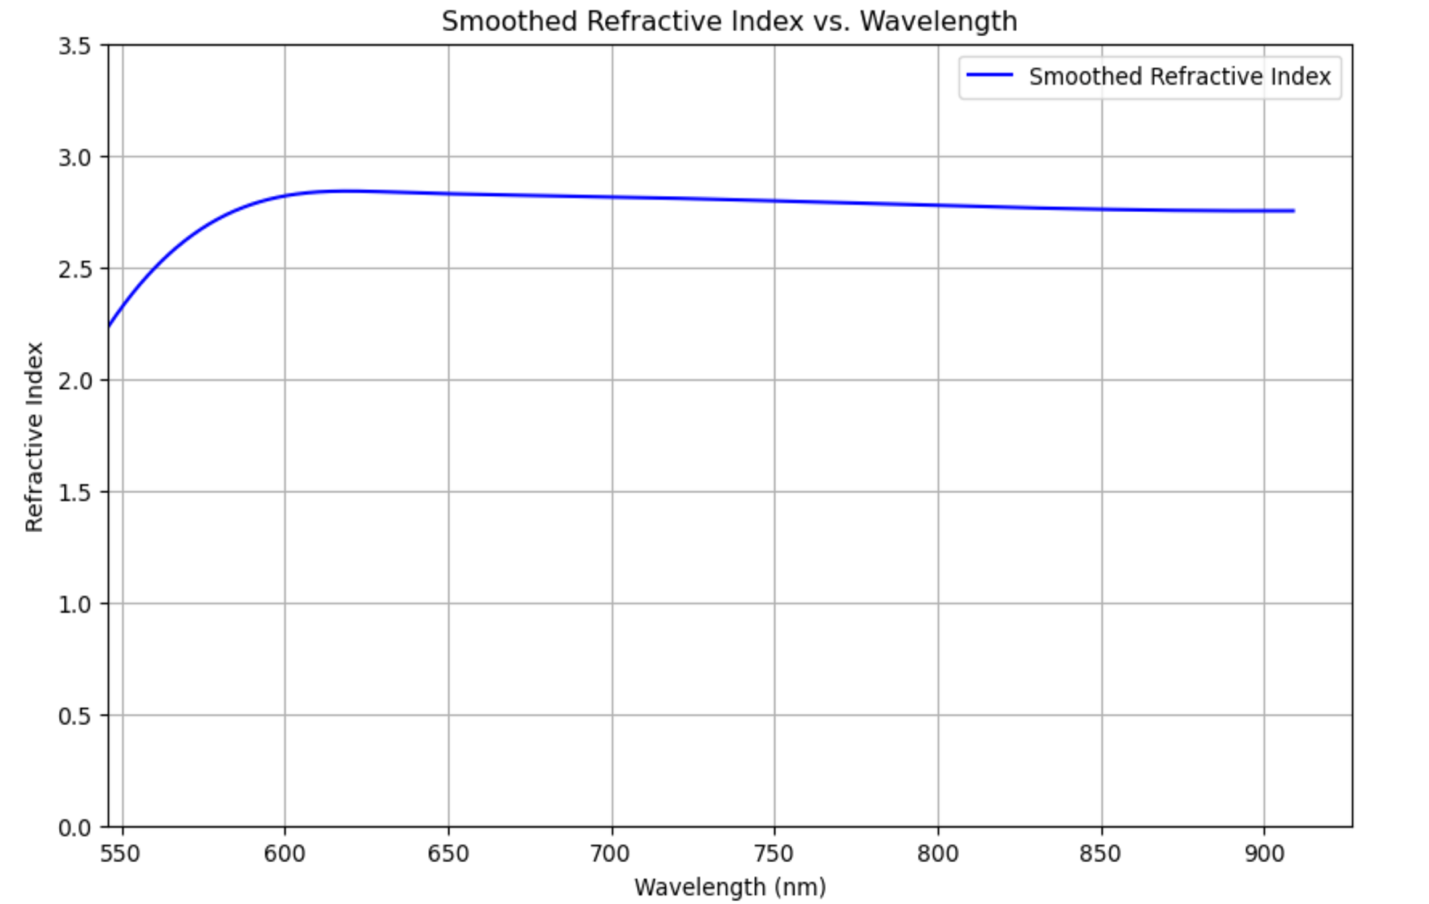 Smoothed Refractive Index vs. Wavelength
Smoothed Refractive Index
3.5
3.0
2.5
2.0
1.5
1.0
0.5
0.0
Refractive Index
550 600 650 700 750 800 850 900
Wavelength (nm)